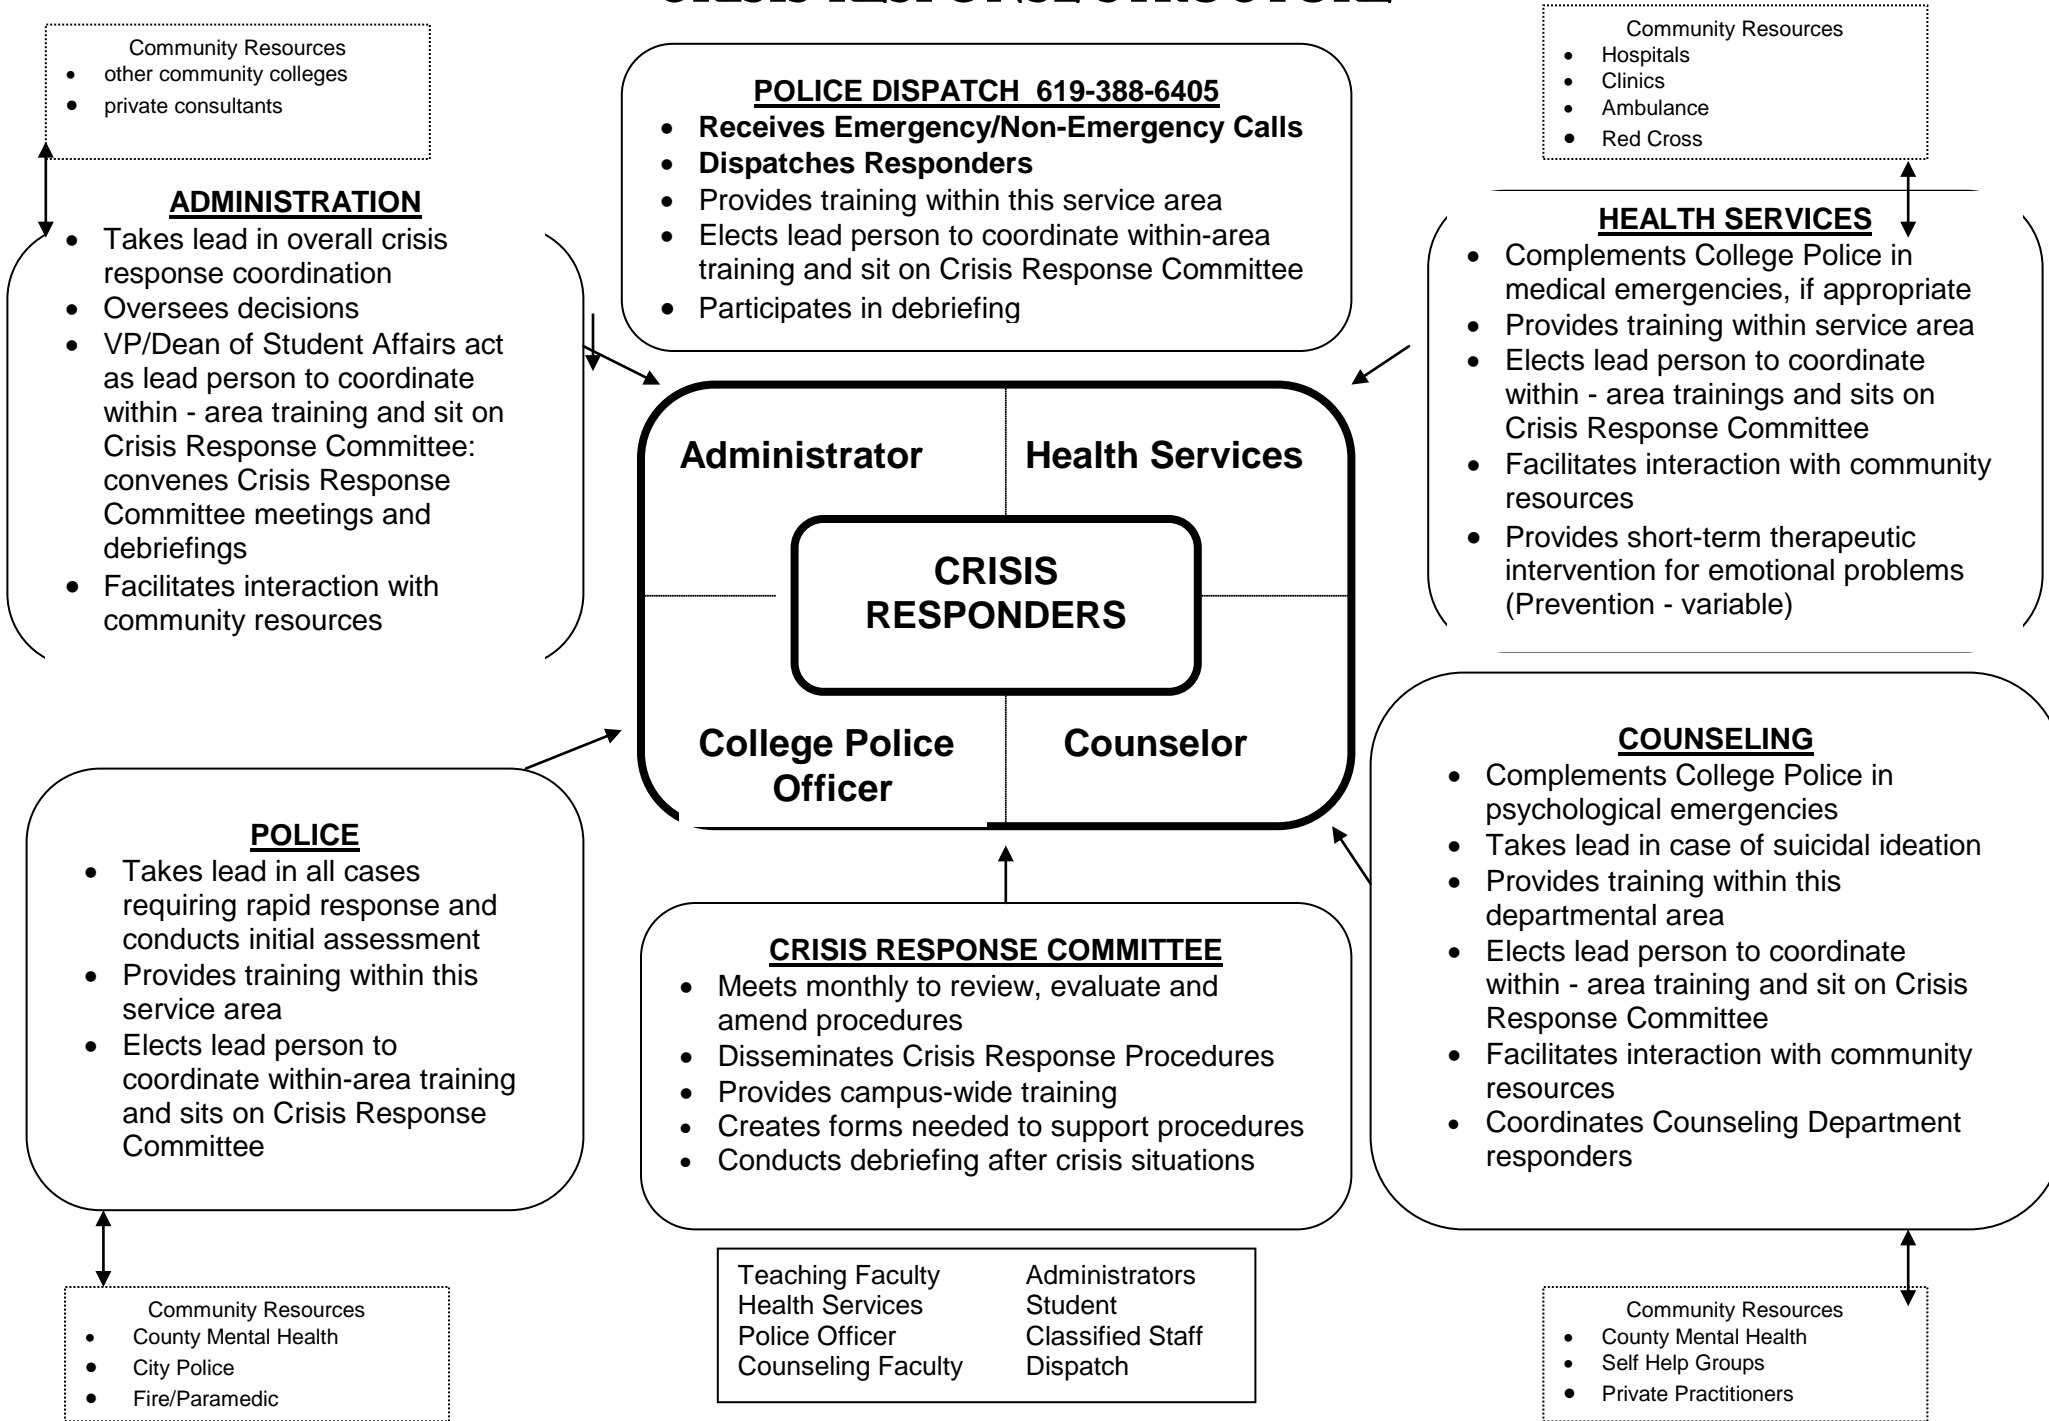 CRISIS RESPONSE STRUCTURE
Community Resources
• other community colleges
• private consultants
POLICE DISPATCH 619-388-6405
• Receives Emergency/Non-Emergency Calls
• Dispatches Responders
• Provides training within this service area
• Elects lead person to coordinate within-area
training and sit on Crisis Response Committee
• Participates in debriefing
Community Resources
• Hospitals
• Clinics
• Ambulance
• Red Cross
ADMINISTRATION
• Takes lead in overall crisis
response coordination
• Oversees decisions
• VP/Dean of Student Affairs act
as lead person to coordinate
within - area training and sit on
Crisis Response Committee:
convenes Crisis Response
Committee meetings and
debriefings
• Facilitates interaction with
community resources
HEALTH SERVICES
• Complements College Police in
medical emergencies, if appropriate
• Provides training within service area
• Elects lead person to coordinate
within - area trainings and sits on
Crisis Response Committee
• Facilitates interaction with community
resources
• Provides short-term therapeutic
intervention for emotional problems
(Prevention - variable)
Administrator
Health Services
CRISIS
RESPONDERS
College Police
Officer
Counselor
POLICE
• Takes lead in all cases
requiring rapid response and
conducts initial assessment
• Provides training within this
service area
• Elects lead person to
coordinate within-area training
and sits on Crisis Response
Committee
CRISIS RESPONSE COMMITTEE
• Meets monthly to review, evaluate and
amend procedures
• Disseminates Crisis Response Procedures
• Provides campus-wide training
• Creates forms needed to support procedures
• Conducts debriefing after crisis situations
COUNSELING
• Complements College Police in
psychological emergencies
• Takes lead in case of suicidal ideation
• Provides training within this
departmental area
• Elects lead person to coordinate
within - area training and sit on Crisis
Response Committee
• Facilitates interaction with community
resources
• Coordinates Counseling Department
responders
Community Resources
• County Mental Health
• City Police
• Fire/Paramedic
Teaching Faculty Administrators
Health Services Student
Police Officer Classified Staff
Counseling Faculty Dispatch
Community Resources
• County Mental Health
• Self Help Groups
• Private Practitioners